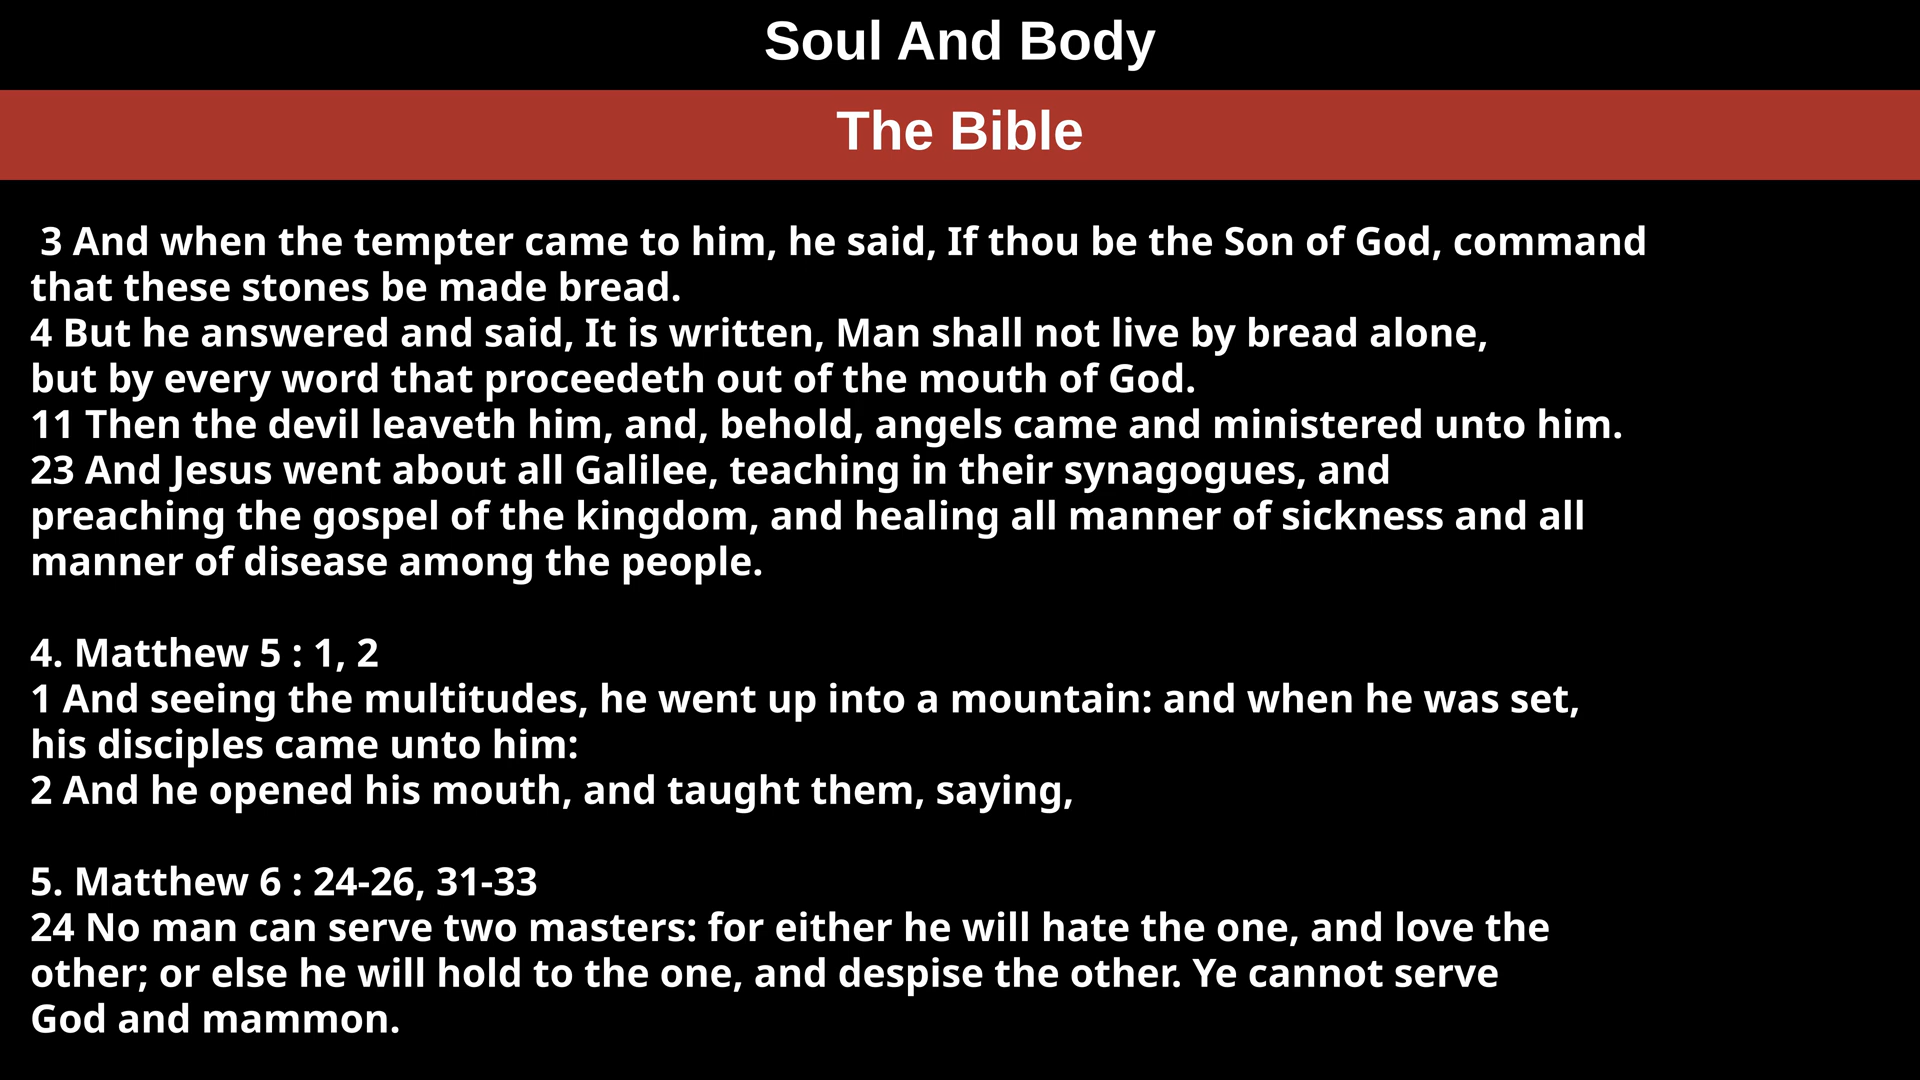 Soul And Body
The Bible
3 And when the tempter came to him, he said, If thou be the Son of God, command
that these stones be made bread.
4 But he answered and said, It is written, Man shall not live by bread alone,
but by every word that proceedeth out of the mouth of God.
11 Then the devil leaveth him, and, behold, angels came and ministered unto him.
23 And Jesus went about all Galilee, teaching in their synagogues, and
preaching the gospel of the kingdom, and healing all manner of sickness and all
manner of disease among the people.
4. Matthew 5 : 1, 2
1 And seeing the multitudes, he went up into a mountain: and when he was set,
his disciples came unto him:
2 And he opened his mouth, and taught them, saying,
5. Matthew 6 : 24-26, 31-33
24 No man can serve two masters: for either he will hate the one, and love the
other; or else he will hold to the one, and despise the other. Ye cannot serve
God and mammon.